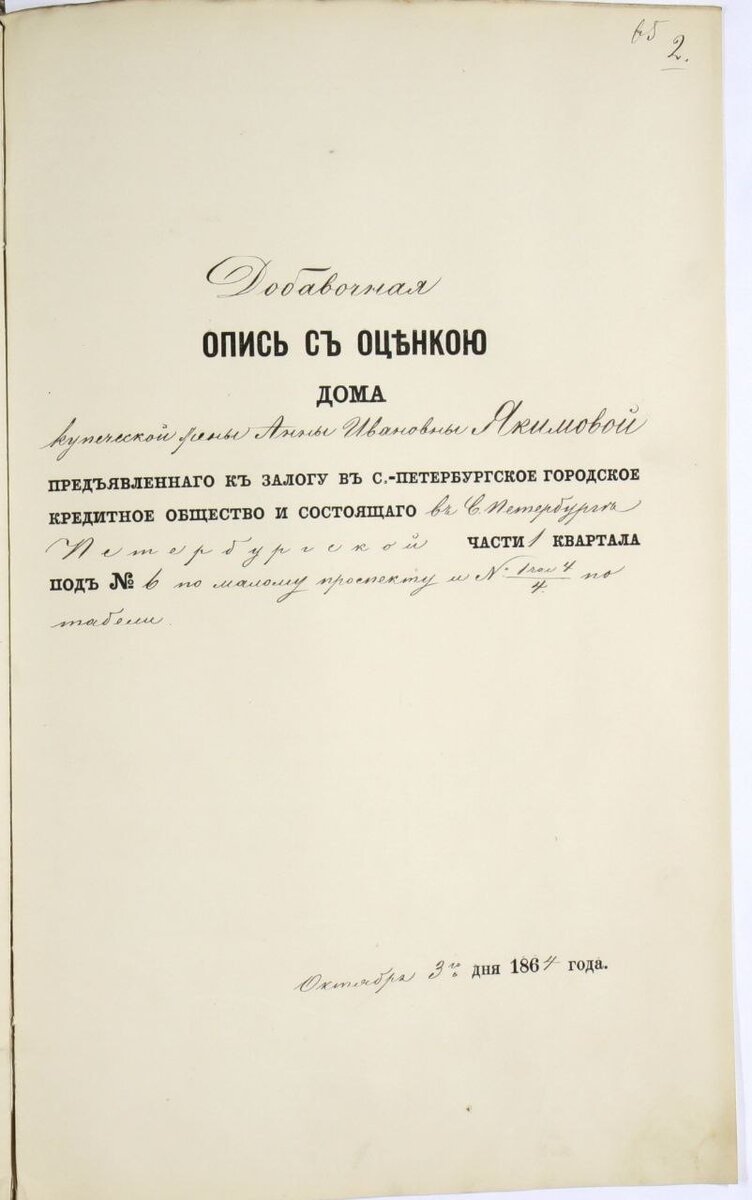 65
2.
Добавочная
ОПИСЬ СЪ ОЦѢНКОЮ
ДОМА
купеческой жены Анны Ивановны Якимовой
ПРЕДЪЯВЛЕННАГО КЪ ЗАЛОГУ ВЪ С.-ПЕТЕРБУРГСКОЕ ГОРОДСКОЕ
КРЕДИТНОЕ ОБЩЕСТВО И СОСТОЯЩАГО въ С. Петербургѣ
Петербургской ЧАСТИ 1 КВАРТАЛА
ПОДЪ № 6 по малому проспекту и № 4/4 по
табели.
Октября 3го ДНЯ 1864 ГОДА.